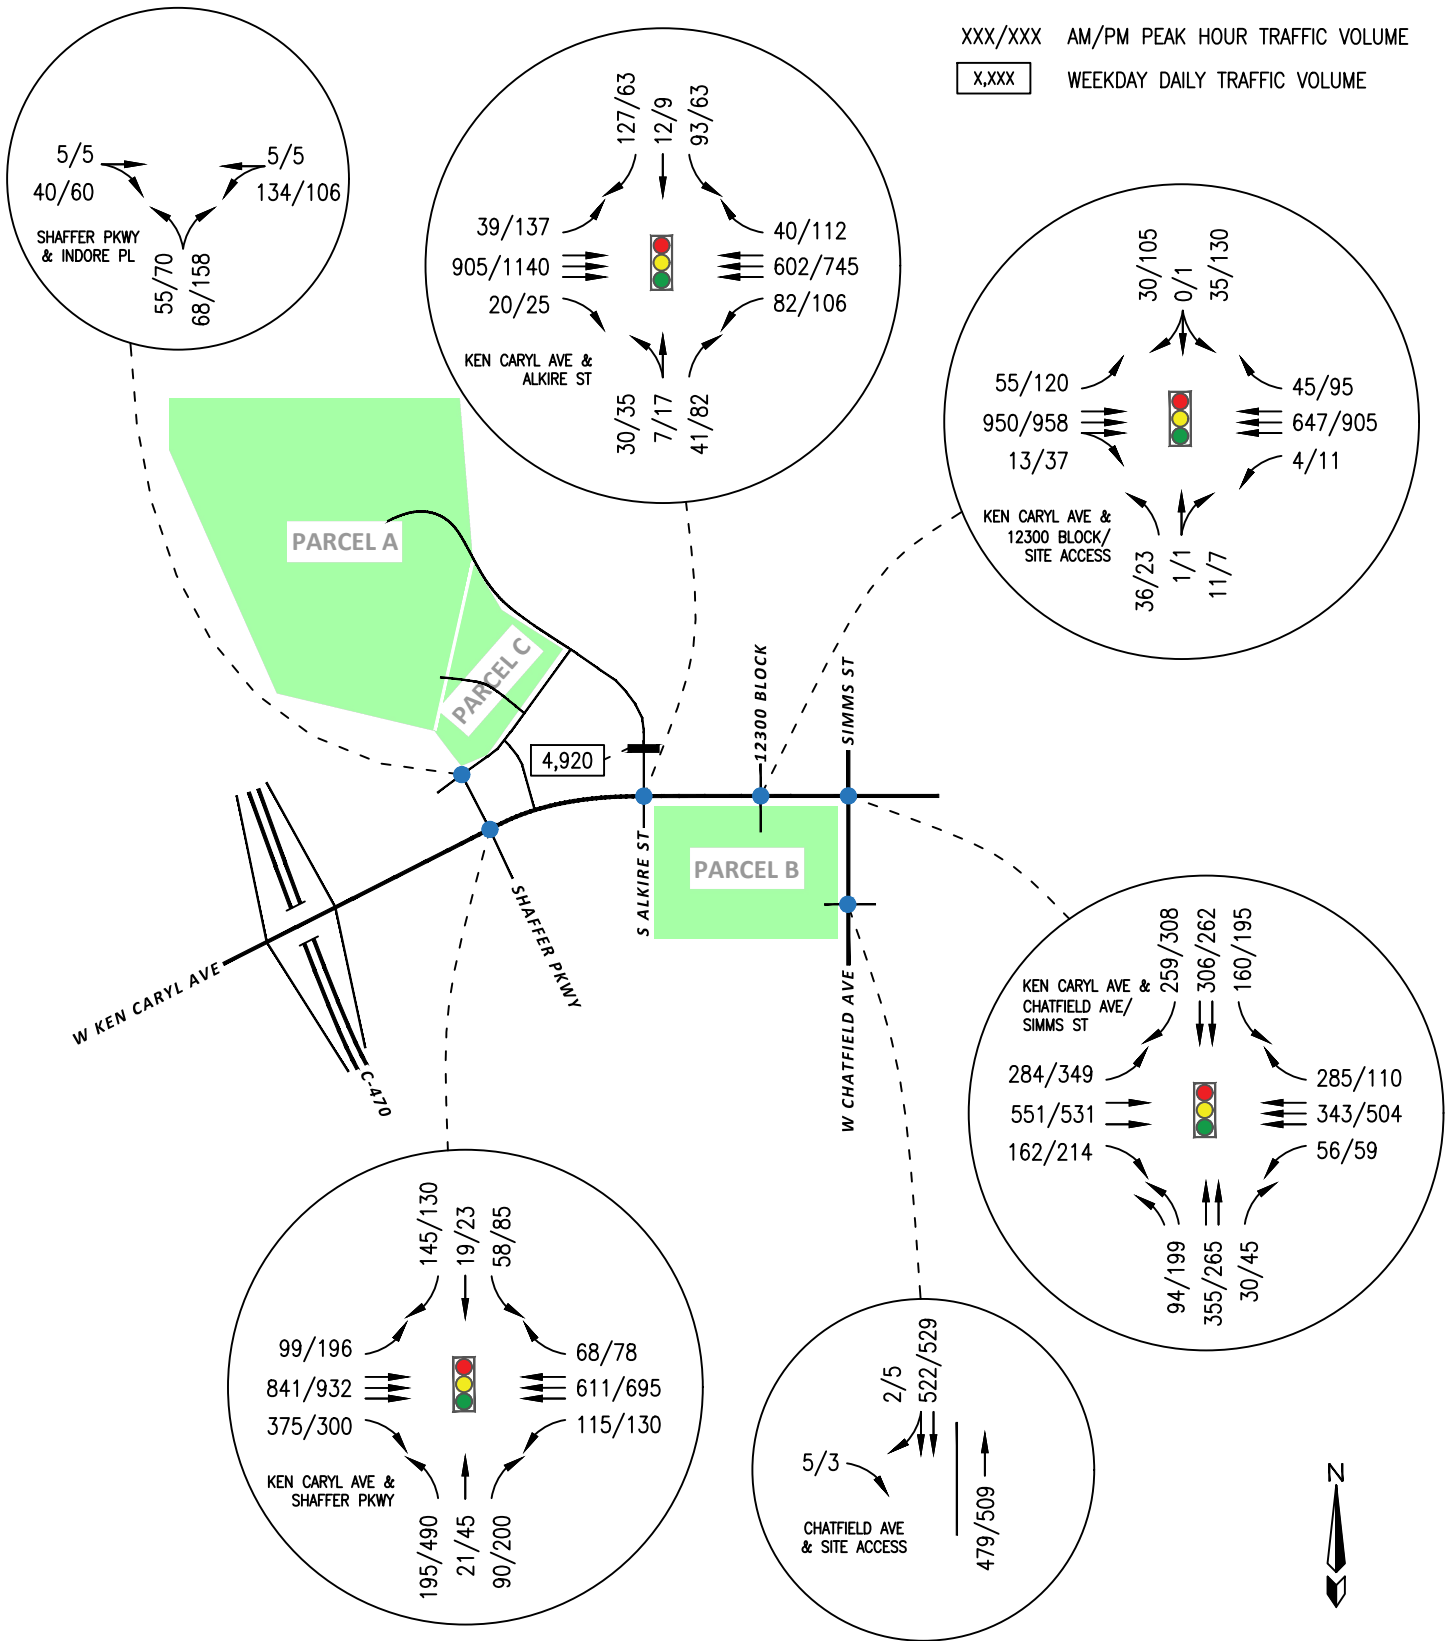 XXX/XXX AM/PM PEAK HOUR TRAFFIC VOLUME
X,XXX WEEKDAY DAILY TRAFFIC VOLUME
5/5
40/60
5/5
134/106
SHAFFER PKWY
& INDORE PL
55/70
68/158
127/63
12/9
93/63
39/137
905/1140
20/25
40/112
602/745
82/106
KEN CARYL AVE &
ALKIRE ST
30/35
7/17
41/82
30/105
0/1
35/130
55/120
950/958
13/37
45/95
647/905
4/11
KEN CARYL AVE &
12300 BLOCK/
SITE ACCESS
36/23
1/1
11/7
PARCEL A
PARCEL C
4,920
12300 BLOCK
SIMMS ST
S ALKIRE ST
PARCEL B
SHAFFER PKWY
W CHATFIELD AVE
W KEN CARYL AVE
C-470
259/308
306/262
160/195
KEN CARYL AVE &
CHATFIELD AVE/
SIMMS ST
284/349
551/531
162/214
285/110
343/504
56/59
94/199
355/265
30/45
145/130
19/23
58/85
99/196
841/932
375/300
68/78
611/695
115/130
KEN CARYL AVE &
SHAFFER PKWY
195/490
21/45
90/200
2/5
522/529
5/3
CHATFIELD AVE
& SITE ACCESS
479/509
N